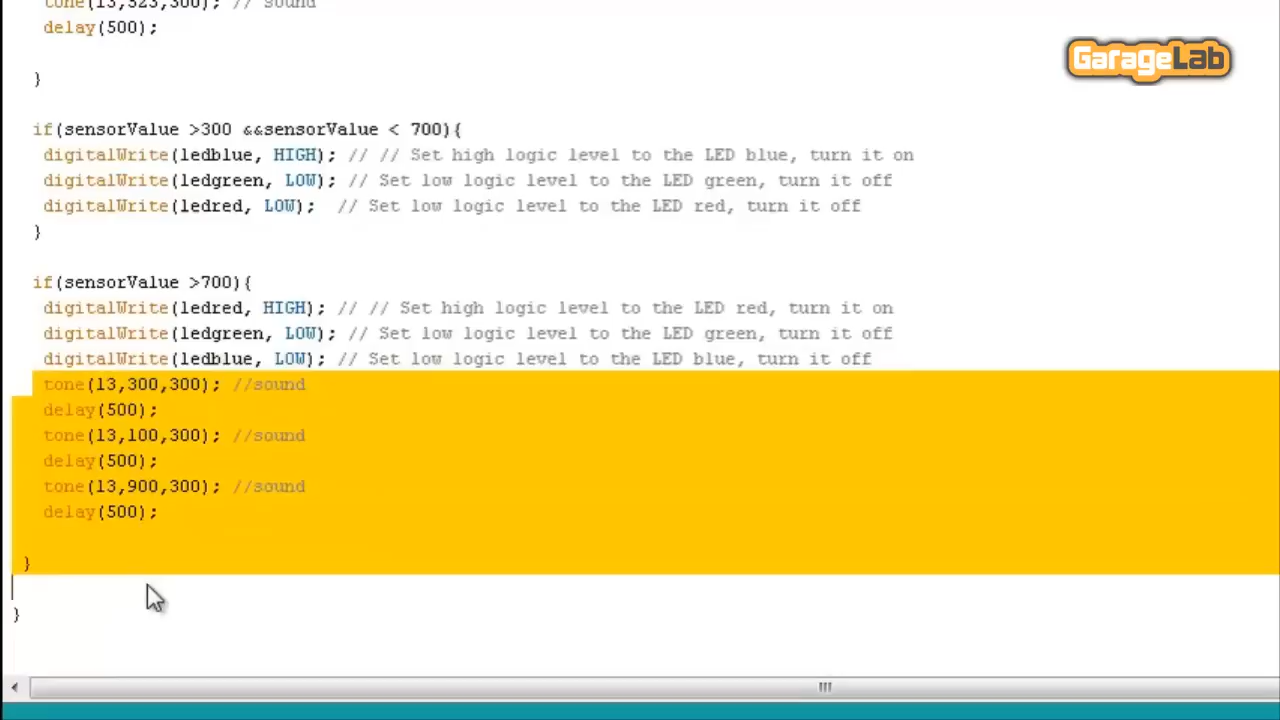 tone(13,523,300); // sound
delay(500);
GarageLab
}
if(sensorValue >300 &&sensorValue < 700){
digitalWrite(ledblue, HIGH); // // Set high logic level to the LED blue, turn it on
digitalWrite(ledgreen, LOW); // Set low logic level to the LED green, turn it off
digitalWrite(ledred, LOW);  // Set low logic level to the LED red, turn it off
}
if(sensorValue >700){
digitalWrite(ledred, HIGH); // // Set high logic level to the LED red, turn it on
digitalWrite(ledgreen, LOW); // Set low logic level to the LED green, turn it off
digitalWrite(ledblue, LOW); // Set low logic level to the LED blue, turn it off
tone(13,300,300); //sound
delay(500);
tone(13,100,300); //sound
delay(500);
tone(13,900,300); //sound
delay(500);
}
}